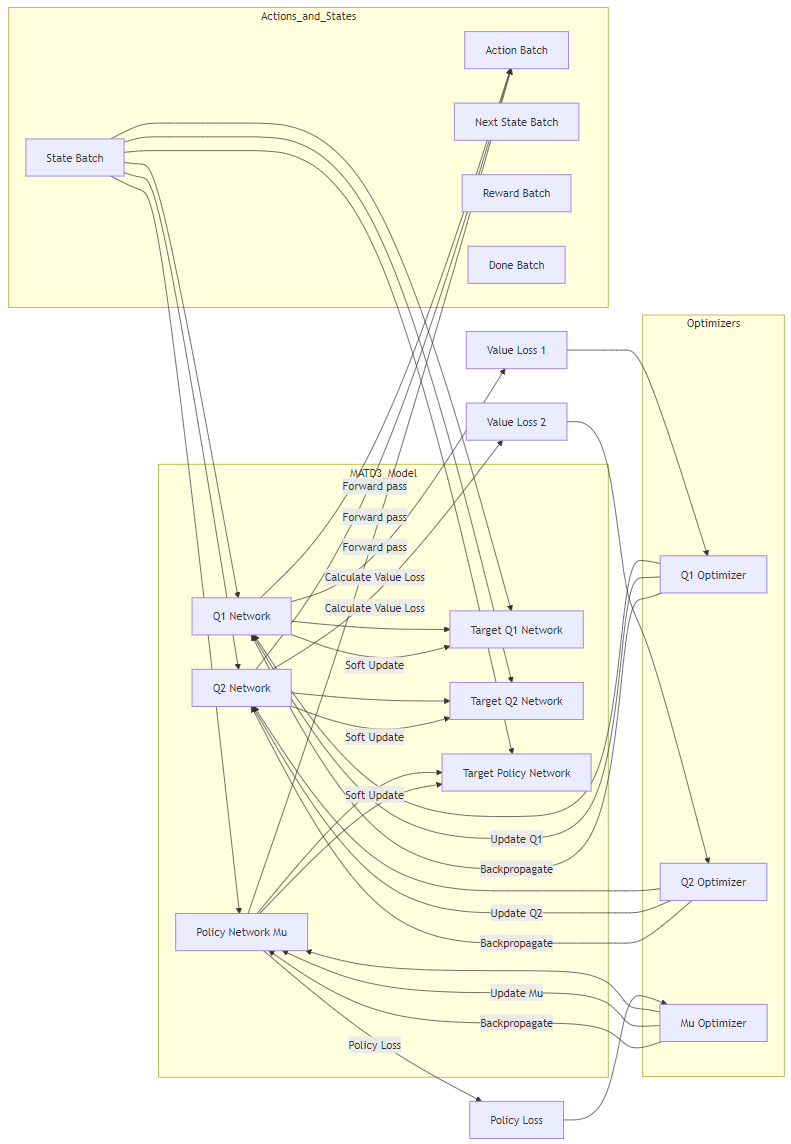 Actions_and_States
Action Batch
Next State Batch
State Batch
Reward Batch
Done Batch
Optimizers
Value Loss 1
Value Loss 2
MATD3_Model
Forward pass
Forward pass
Forward pass
Calculate Value Loss
Calculate Value Loss
Q1 Optimizer
Q1 Network
Target Q1 Network
Soft Update
Q2 Network
Target Q2 Network
Soft Update
Target Policy Network
Soft Update
Update Q1
Backpropagate
Q2 Optimizer
Update Q2
Policy Network Mu
Backpropagate
Update Mu
Backpropagate
Mu Optimizer
Policy Loss
Policy Loss